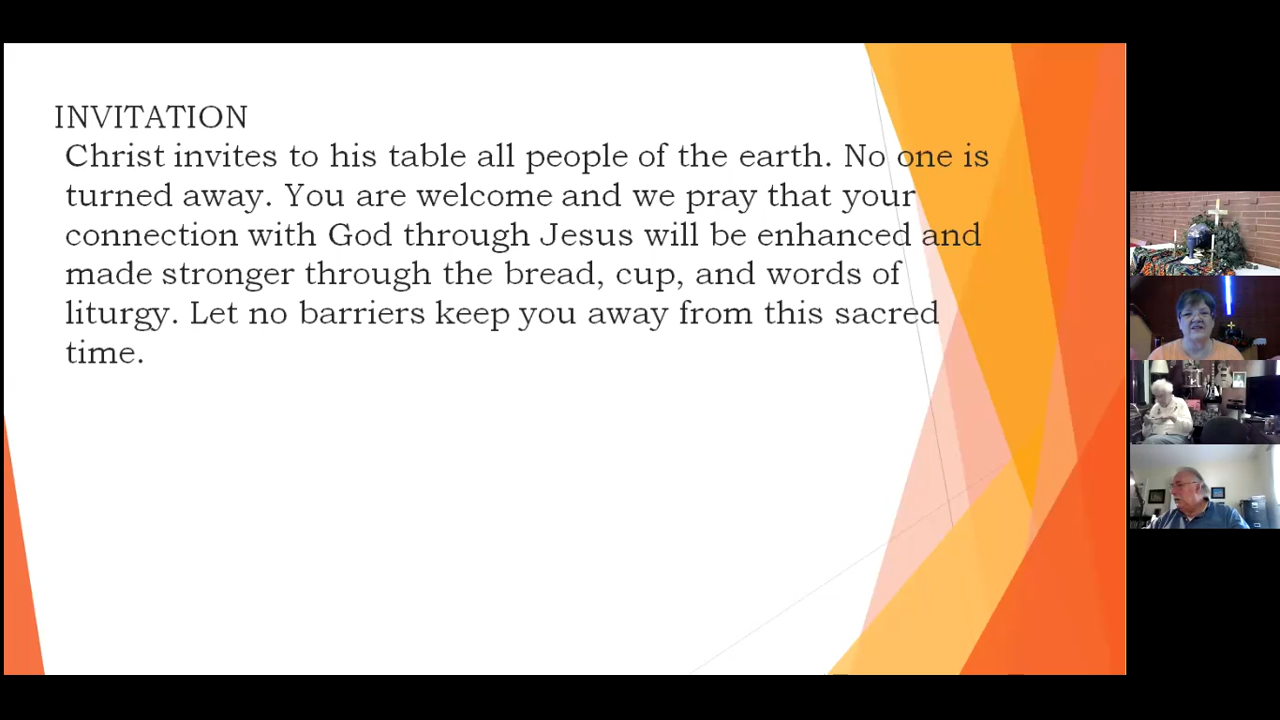 INVITATION
Christ invites to his table all people of the earth. No one is
turned away. You are welcome and we pray that your
connection with God through Jesus will be enhanced and
made stronger through the bread, cup, and words of
liturgy. Let no barriers keep you away from this sacred
time.